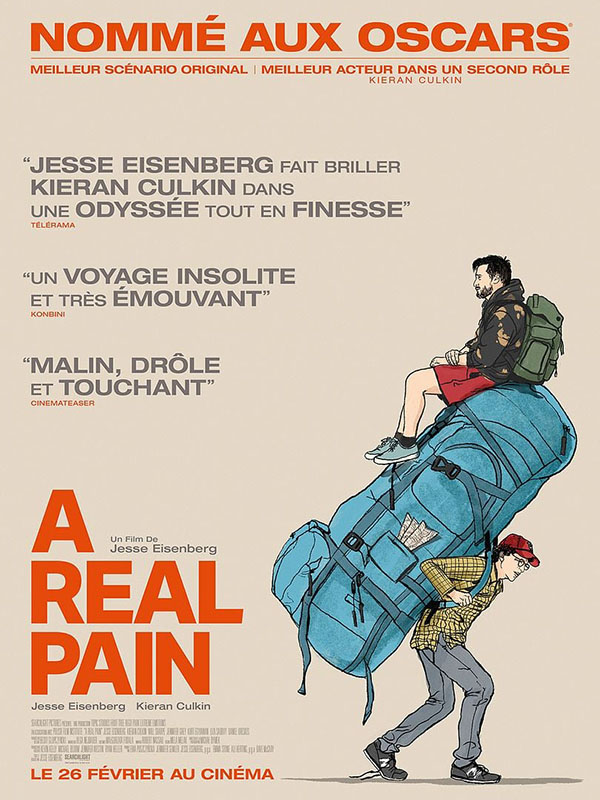 NOMMÉ AUX OSCARS®
MEILLEUR SCÉNARIO ORIGINAL | MEILLEUR ACTEUR DANS UN SECOND RÔLE
KIERAN CULKIN
“JESSE EISENBERG FAIT BRILLER
KIERAN CULKIN DANS
UNE ODYSSÉE TOUT EN FINESSE”
TÉLÉRAMA
“UN VOYAGE INSOLITE
ET TRÈS ÉMOUVANT”
KONBINI
“MALIN, DRÔLE
ET TOUCHANT”
CINEMATEASER
A
REAL
PAIN
Un Film De
Jesse Eisenberg
Jesse Eisenberg Kieran Culkin
SEARCHLIGHT
LE 26 FÉVRIER AU CINÉMA